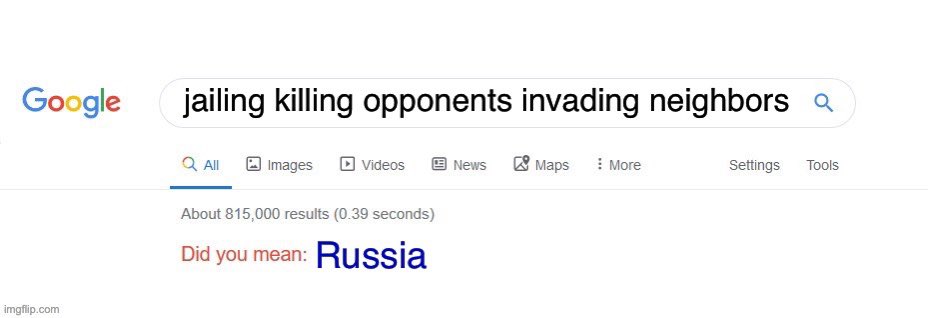 Google jailing killing opponents invading neighbors
All Images Videos News Maps More Settings Tools
About 815,000 results (0.39 seconds)
Did you mean: Russia
imgflip.com